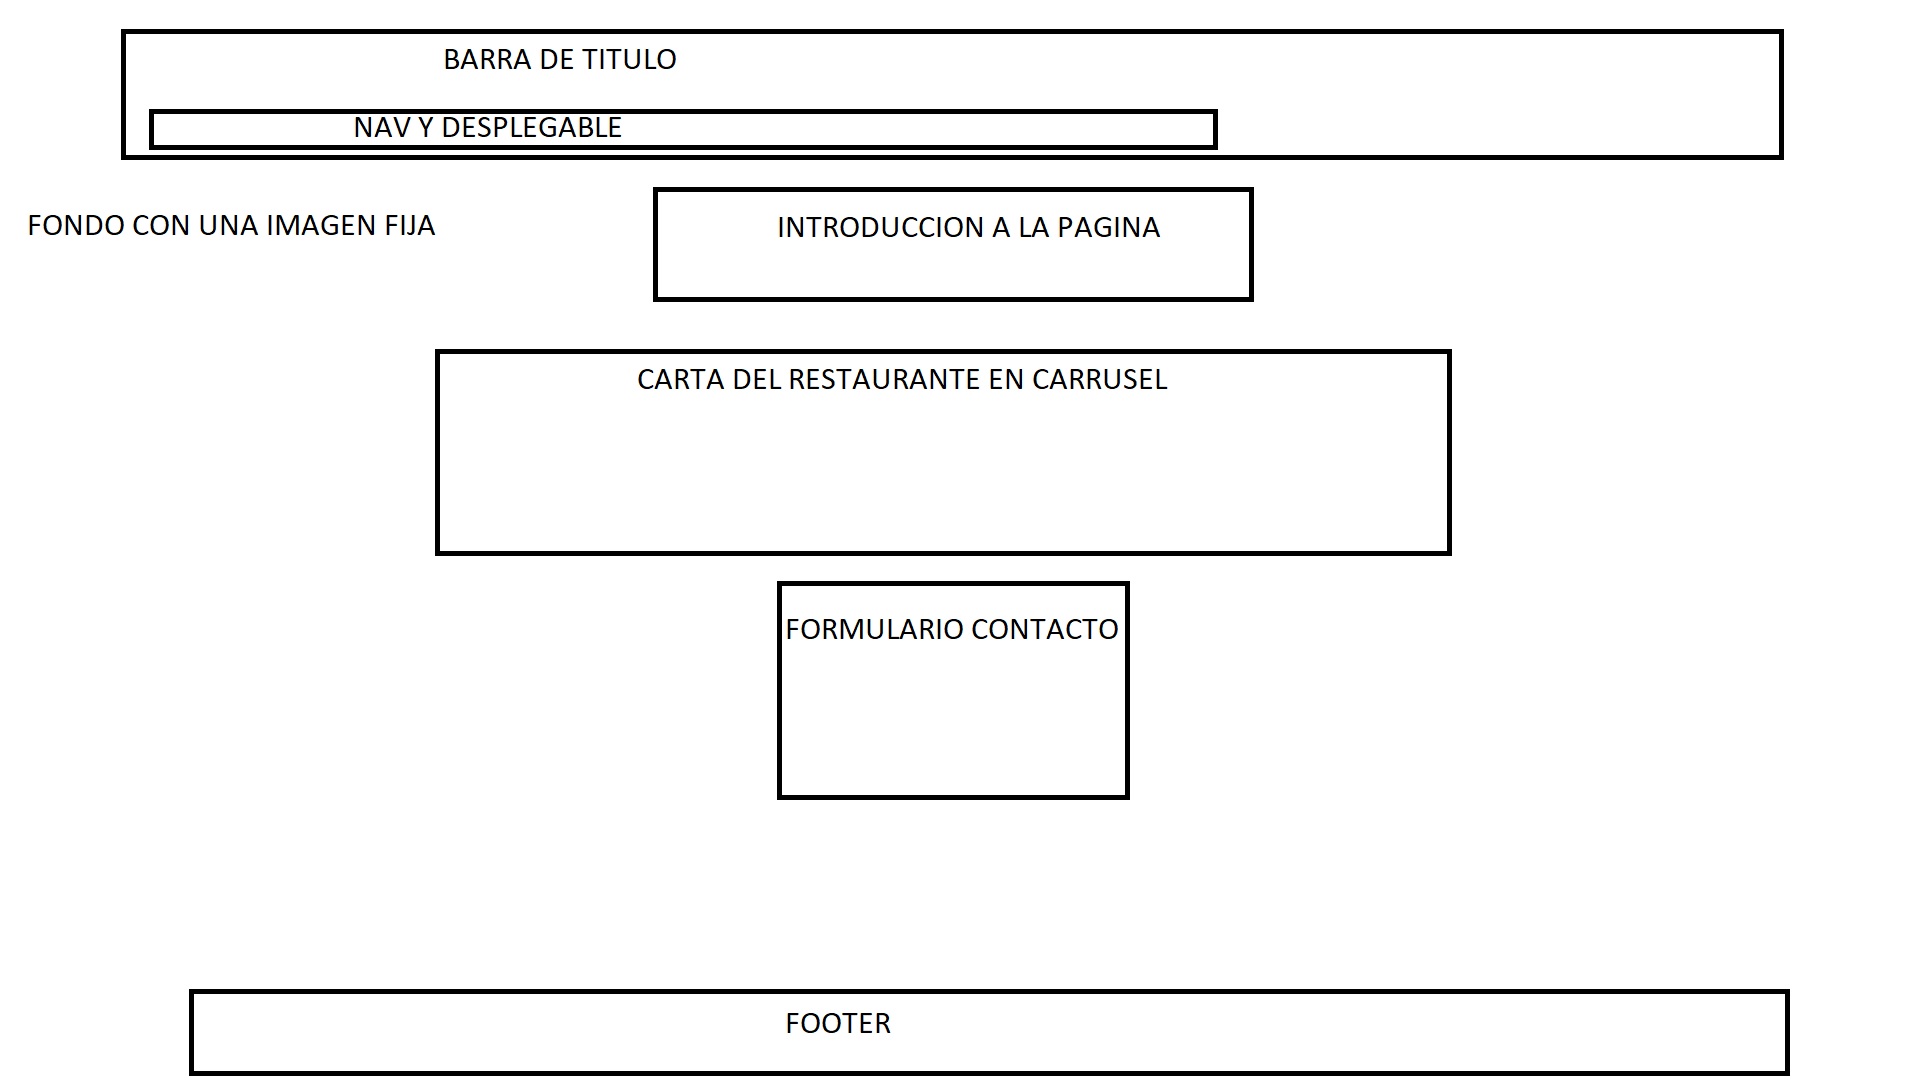 BARRA DE TITULO
NAV Y DESPLEGABLE
FONDO CON UNA IMAGEN FIJA
INTRODUCCION A LA PAGINA
CARTA DEL RESTAURANTE EN CARRUSEL
FORMULARIO CONTACTO
FOOTER